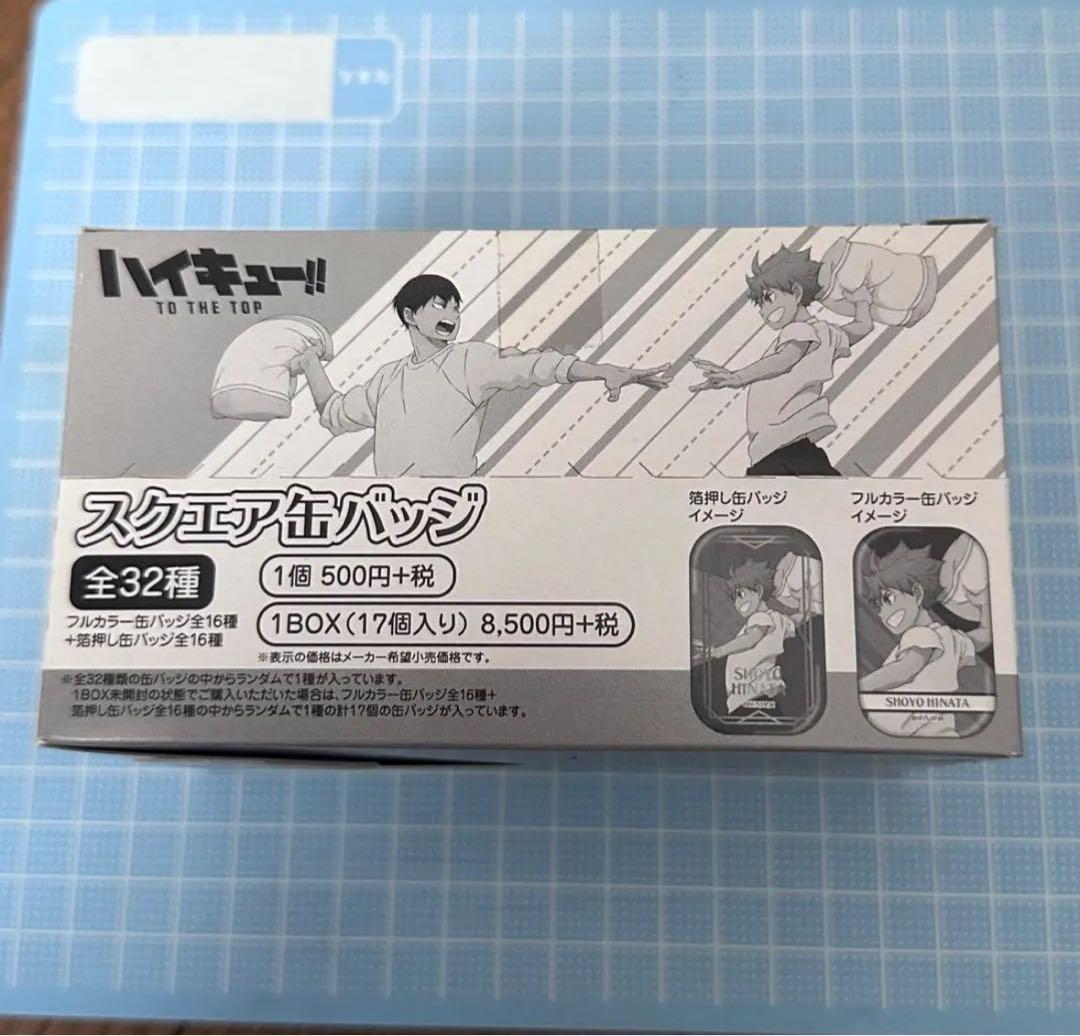 ハイキュー!!
TO THE TOP
スクエア缶バッジ
全32種
フルカラー缶バッジ全16種
+箔押し缶バッジ全16種
1個 500円+税
1BOX(17個入り) 8,500円+税
※表示の価格はメーカー希望小売価格です。
※全32種類の缶バッジの中からランダムで1種が入っています。
1BOX未開封の状態でご購入いただいた場合は、フルカラー缶バッジ全16種+
箔押し缶バッジ全16種の中からランダムで1種の計17個の缶バッジが入っています。
箔押し缶バッジ
イメージ
SHOYO
HINATA
フルカラー缶バッジ
イメージ
SHOYO HINATA